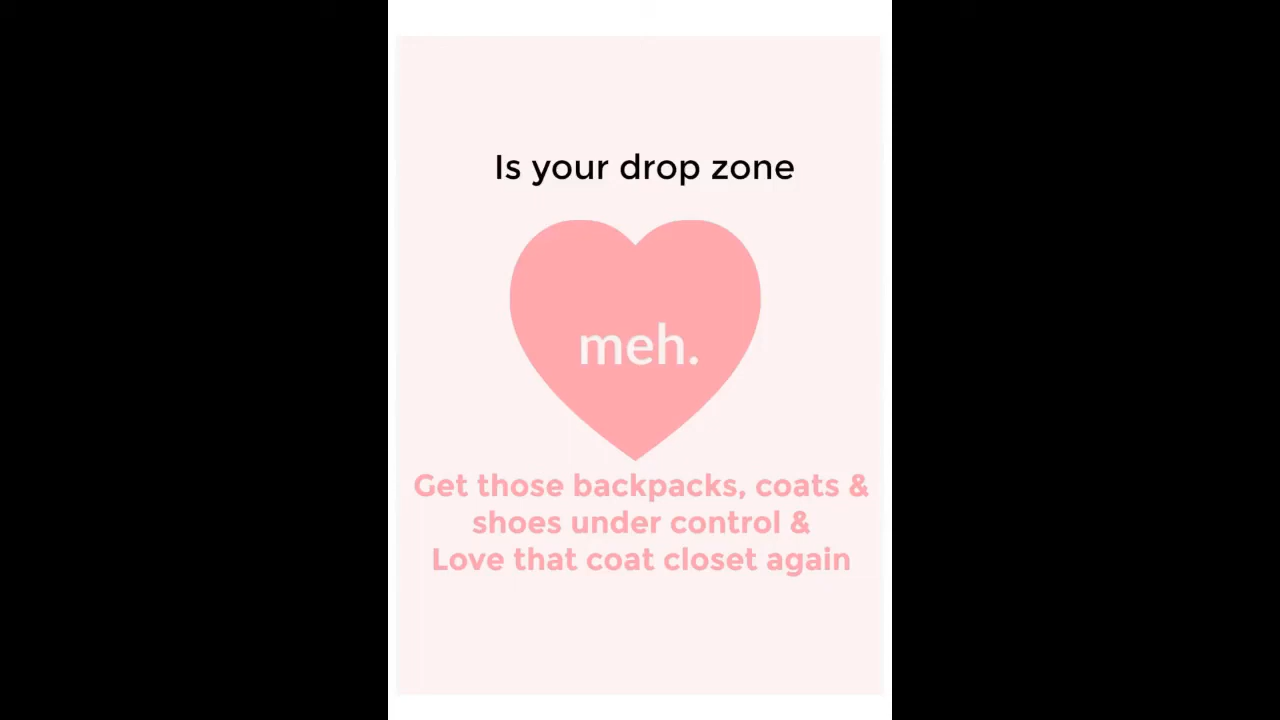 Is your drop zone
meh.
Get those backpacks, coats &
shoes under control &
Love that coat closet again